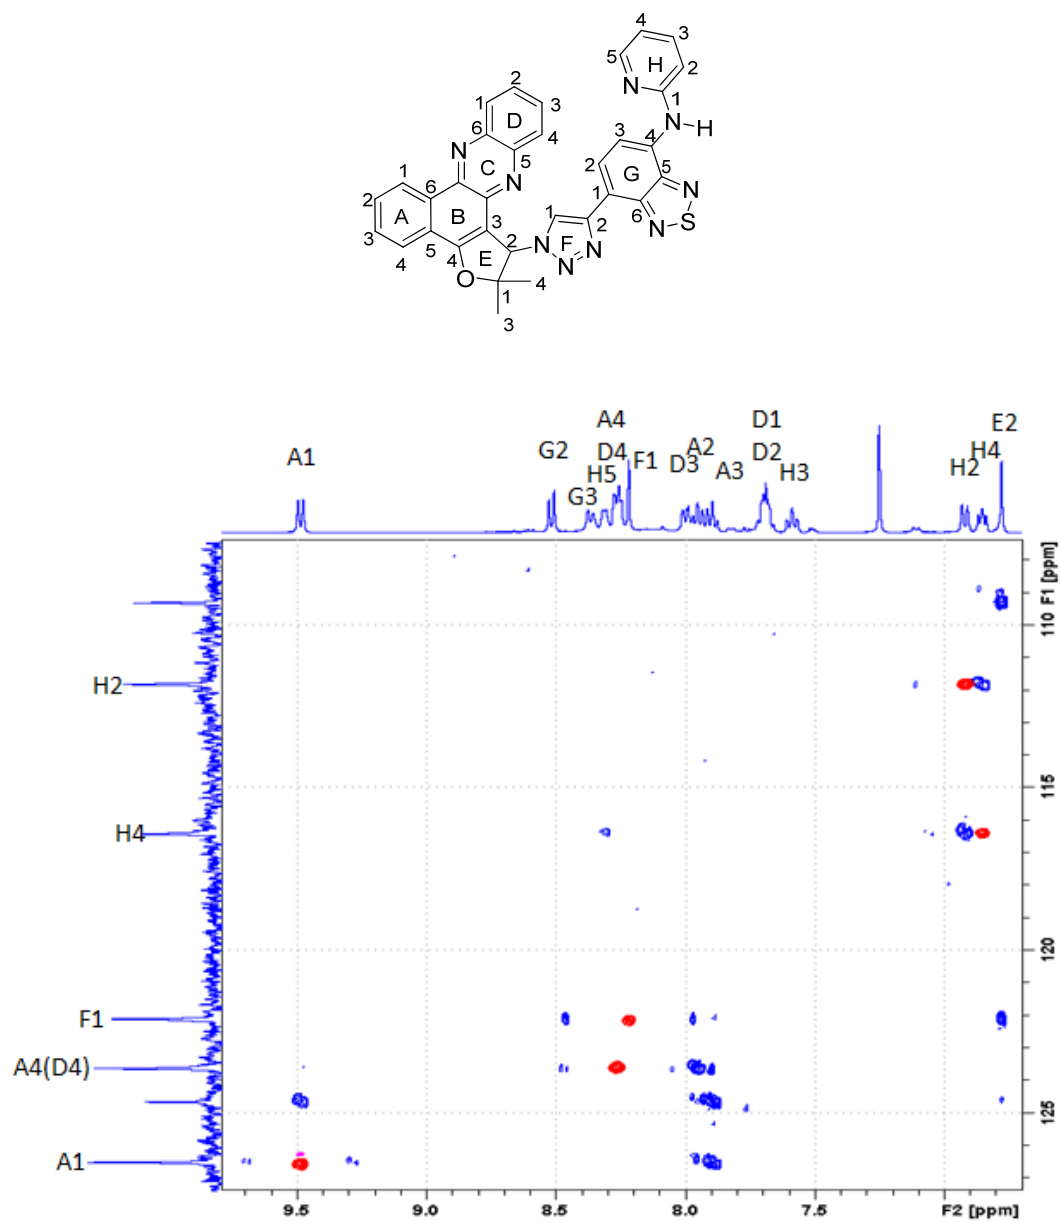 4
5 3
H 2
N
2 1
1 3 N H
D 3 4
6 4 2 G 5
N C 5 1 N
1 6 N 1 6 S
2 A B 3 2 N
3 5 2 N F N
4 4 E N
O 1 4
3
E2
A4 D1
A1 G2 D4 A2 D2 H4
H5 F1 D3 A3 H3 H2
G3
F1 [ppm]
110
H2
115
H4
120
F1
A4(D4)
125
A1
9.5 9.0 8.5 8.0 7.5 F2 [ppm]